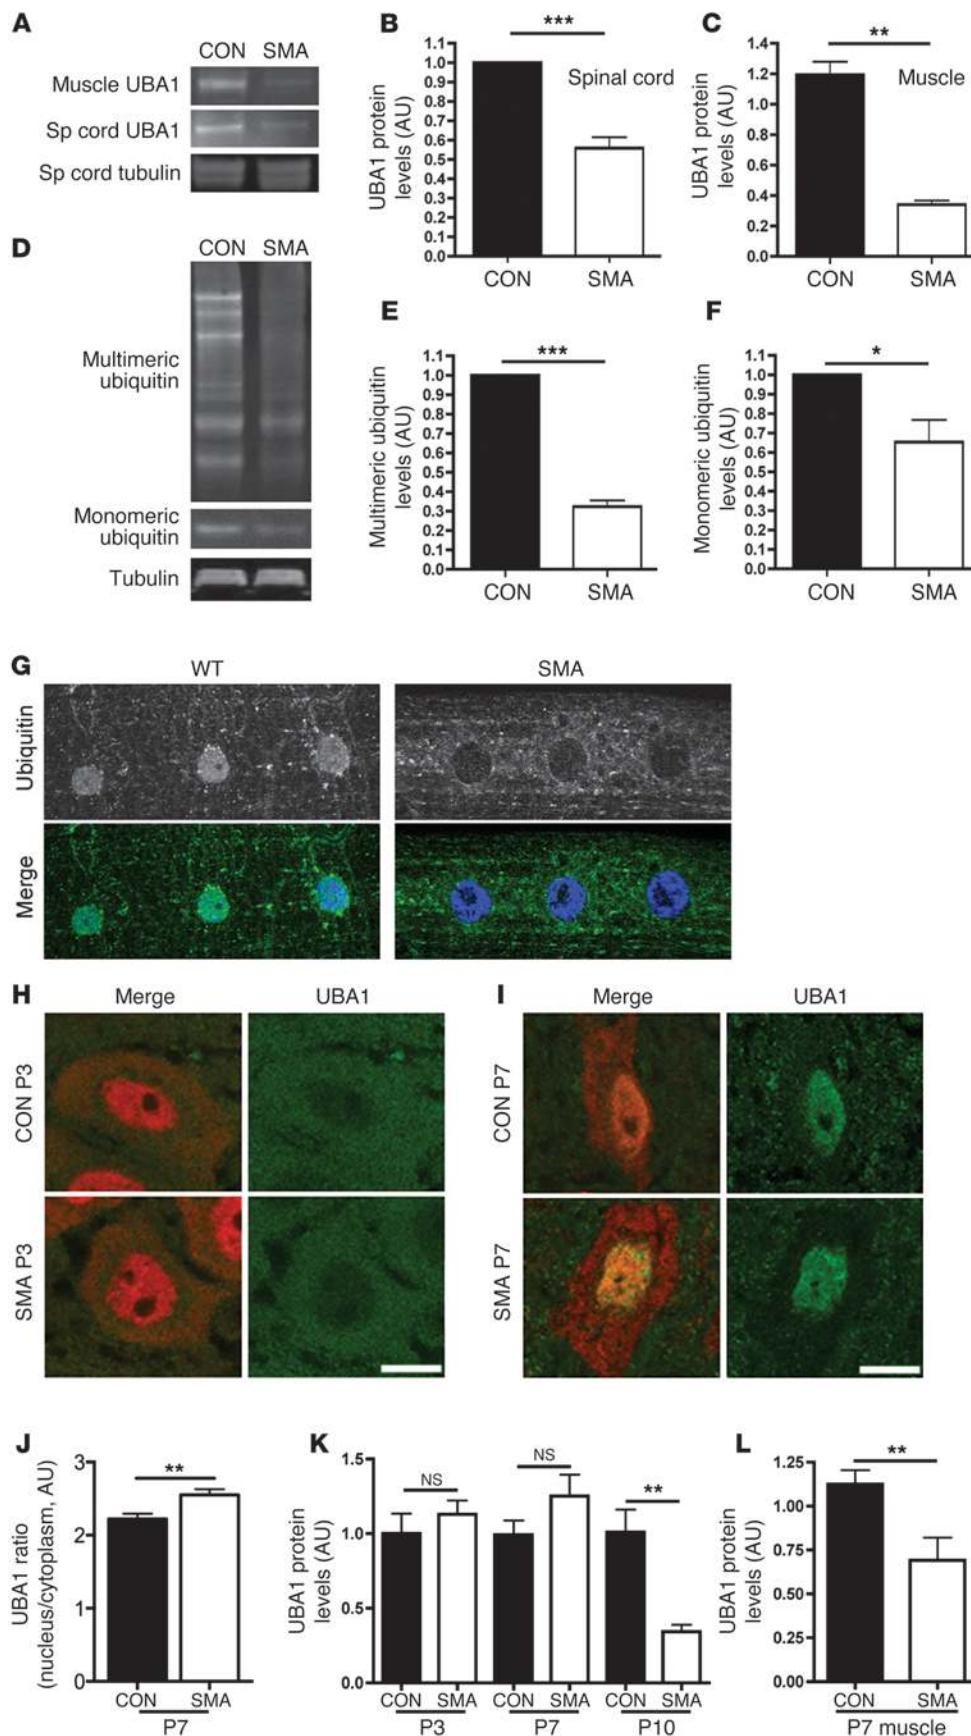 A
CON SMA
Muscle UBA1
Sp cord UBA1
Sp cord tubulin
B
***
1.1
1.0
0.9
0.8
0.7
0.6
0.5
0.4
0.3
0.2
0.1
0.0
UBA1 protein
levels (AU)
Spinal cord
CON SMA
C
**
1.4
1.2
1.0
0.8
0.6
0.4
0.2
0.0
UBA1 protein
levels (AU)
Muscle
CON SMA
D
CON SMA
Multimeric
ubiquitin
Monomeric
ubiquitin
Tubulin
E
***
1.1
1.0
0.9
0.8
0.7
0.6
0.5
0.4
0.3
0.2
0.1
0.0
Multimeric ubiquitin
levels (AU)
CON SMA
F
*
1.1
1.0
0.9
0.8
0.7
0.6
0.5
0.4
0.3
0.2
0.1
0.0
Monomeric ubiquitin
levels (AU)
CON SMA
G
WT SMA
Ubiquitin
Merge
H
Merge UBA1
CON P3
SMA P3
I
Merge UBA1
CON P7
SMA P7
J
**
3
2
1
0
UBA1 ratio
(nucleus/cytoplasm, AU)
CON SMA
P7
K
NS NS **
1.5
1.0
0.5
0.0
UBA1 protein
levels (AU)
CON SMA CON SMA CON SMA
P3 P7 P10
L
**
1.25
1.00
0.75
0.50
0.25
0.00
UBA1 protein
levels (AU)
CON SMA
P7 muscle